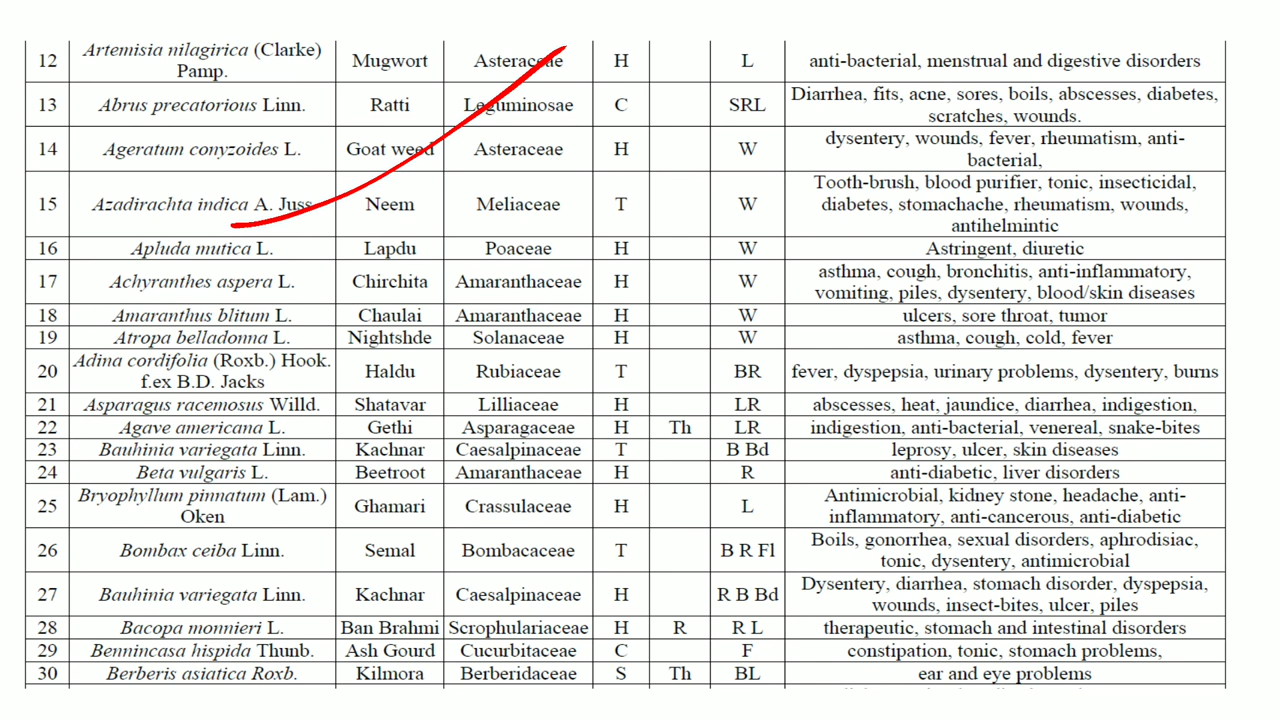 12 Artemisia nilagirica (Clarke) Pamp. Mugwort Asteraceae H L anti-bacterial, menstrual and digestive disorders
13 Abrus precatorious Linn. Ratti Leguminosae C SRL Diarrhea, fits, acne, sores, boils, abscesses, diabetes, scratches, wounds.
14 Ageratum conyzoides L. Goat weed Asteraceae H W dysentery, wounds, fever, rheumatism, anti-bacterial,
15 Azadirachta indica A. Juss Neem Meliaceae T W Tooth-brush, blood purifier, tonic, insecticidal, diabetes, stomachache, rheumatism, wounds, antihelmintic
16 Apluda mutica L. Lapdu Poaceae H W Astringent, diuretic
17 Achyranthes aspera L. Chirchita Amaranthaceae H W asthma, cough, bronchitis, anti-inflammatory, vomiting, piles, dysentery, blood/skin diseases
18 Amaranthus blitum L. Chaulai Amaranthaceae H W ulcers, sore throat, tumor
19 Atropa belladonna L. Nightshde Solanaceae H W asthma, cough, cold, fever
20 Adina cordifolia (Roxb.) Hook. f.ex B.D. Jacks Haldu Rubiaceae T BR fever, dyspepsia, urinary problems, dysentery, burns
21 Asparagus racemosus Willd. Shatavar Lilliaceae H LR abscesses, heat, jaundice, diarrhea, indigestion,
22 Agave americana L. Gethi Asparagaceae H Th LR indigestion, anti-bacterial, venereal, snake-bites
23 Bauhinia variegata Linn. Kachnar Caesalpinaceae T B Bd leprosy, ulcer, skin diseases
24 Beta vulgaris L. Beetroot Amaranthaceae H R anti-diabetic, liver disorders
25 Bryophyllum pinnatum (Lam.) Oken Ghamari Crassulaceae H L Antimicrobial, kidney stone, headache, anti-inflammatory, anti-cancerous, anti-diabetic
26 Bombax ceiba Linn. Semal Bombacaceae T B R Fl Boils, gonorrhea, sexual disorders, aphrodisiac, tonic, dysentery, antimicrobial
27 Bauhinia variegata Linn. Kachnar Caesalpinaceae H R B Bd Dysentery, diarrhea, stomach disorder, dyspepsia, wounds, insect-bites, ulcer, piles
28 Bacopa monnieri L. Ban Brahmi Scrophulariaceae H R R L therapeutic, stomach and intestinal disorders
29 Bennincasa hispida Thunb. Ash Gourd Cucurbitaceae C F constipation, tonic, stomach problems,
30 Berberis asiatica Roxb. Kilmora Berberidaceae S Th BL ear and eye problems